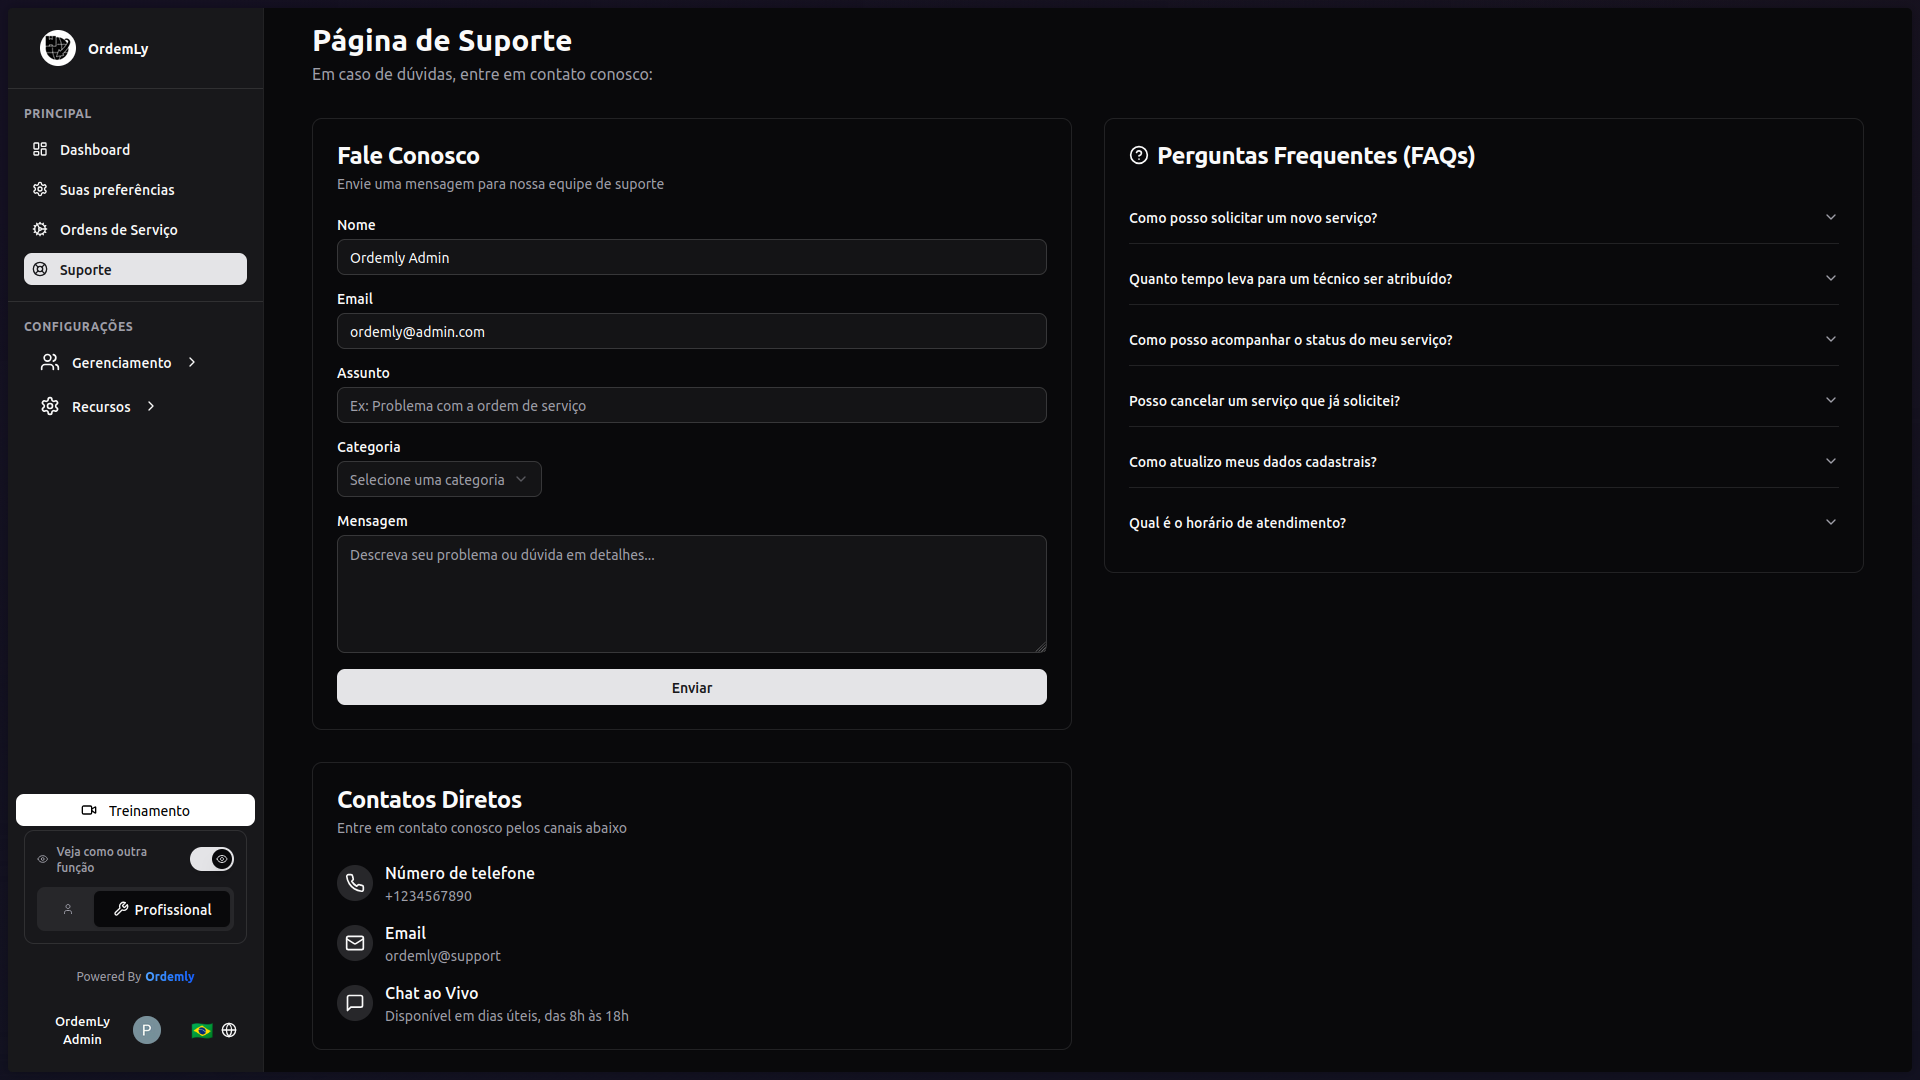 OrdemLy
PRINCIPAL
Dashboard
Suas preferências
Ordens de Serviço
Suporte
CONFIGURAÇÕES
Gerenciamento
Recursos
Treinamento
Veja como outra
função
Profissional
Powered By Ordemly
OrdemLy
Admin
P
Página de Suporte
Em caso de dúvidas, entre em contato conosco:
Fale Conosco
Envie uma mensagem para nossa equipe de suporte
Nome
Ordemly Admin
Email
ordemly@admin.com
Assunto
Ex: Problema com a ordem de serviço
Categoria
Selecione uma categoria
Mensagem
Descreva seu problema ou dúvida em detalhes...
Enviar
Contatos Diretos
Entre em contato conosco pelos canais abaixo
Número de telefone
+1234567890
Email
ordemly@support
Chat ao Vivo
Disponível em dias úteis, das 8h às 18h
Perguntas Frequentes (FAQs)
Como posso solicitar um novo serviço?
Quanto tempo leva para um técnico ser atribuído?
Como posso acompanhar o status do meu serviço?
Posso cancelar um serviço que já solicitei?
Como atualizo meus dados cadastrais?
Qual é o horário de atendimento?